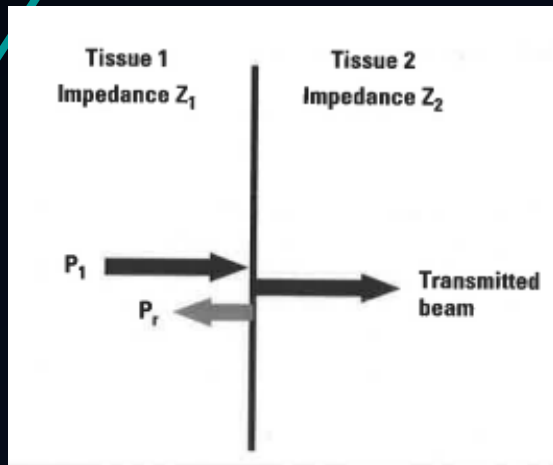 Tissue 1
Impedance Z₁
Tissue 2
Impedance Z₂
P₁
Pᵣ
Transmitted
beam